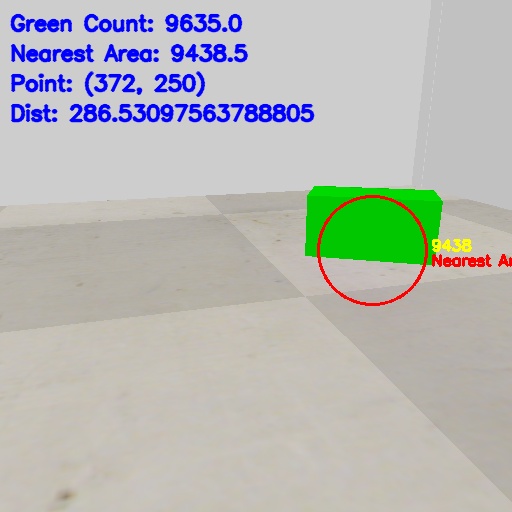 Green Count: 9635.0
Nearest Area: 9438.5
Point: (372, 250)
Dist: 286.53097563788805
9438
Nearest Ar